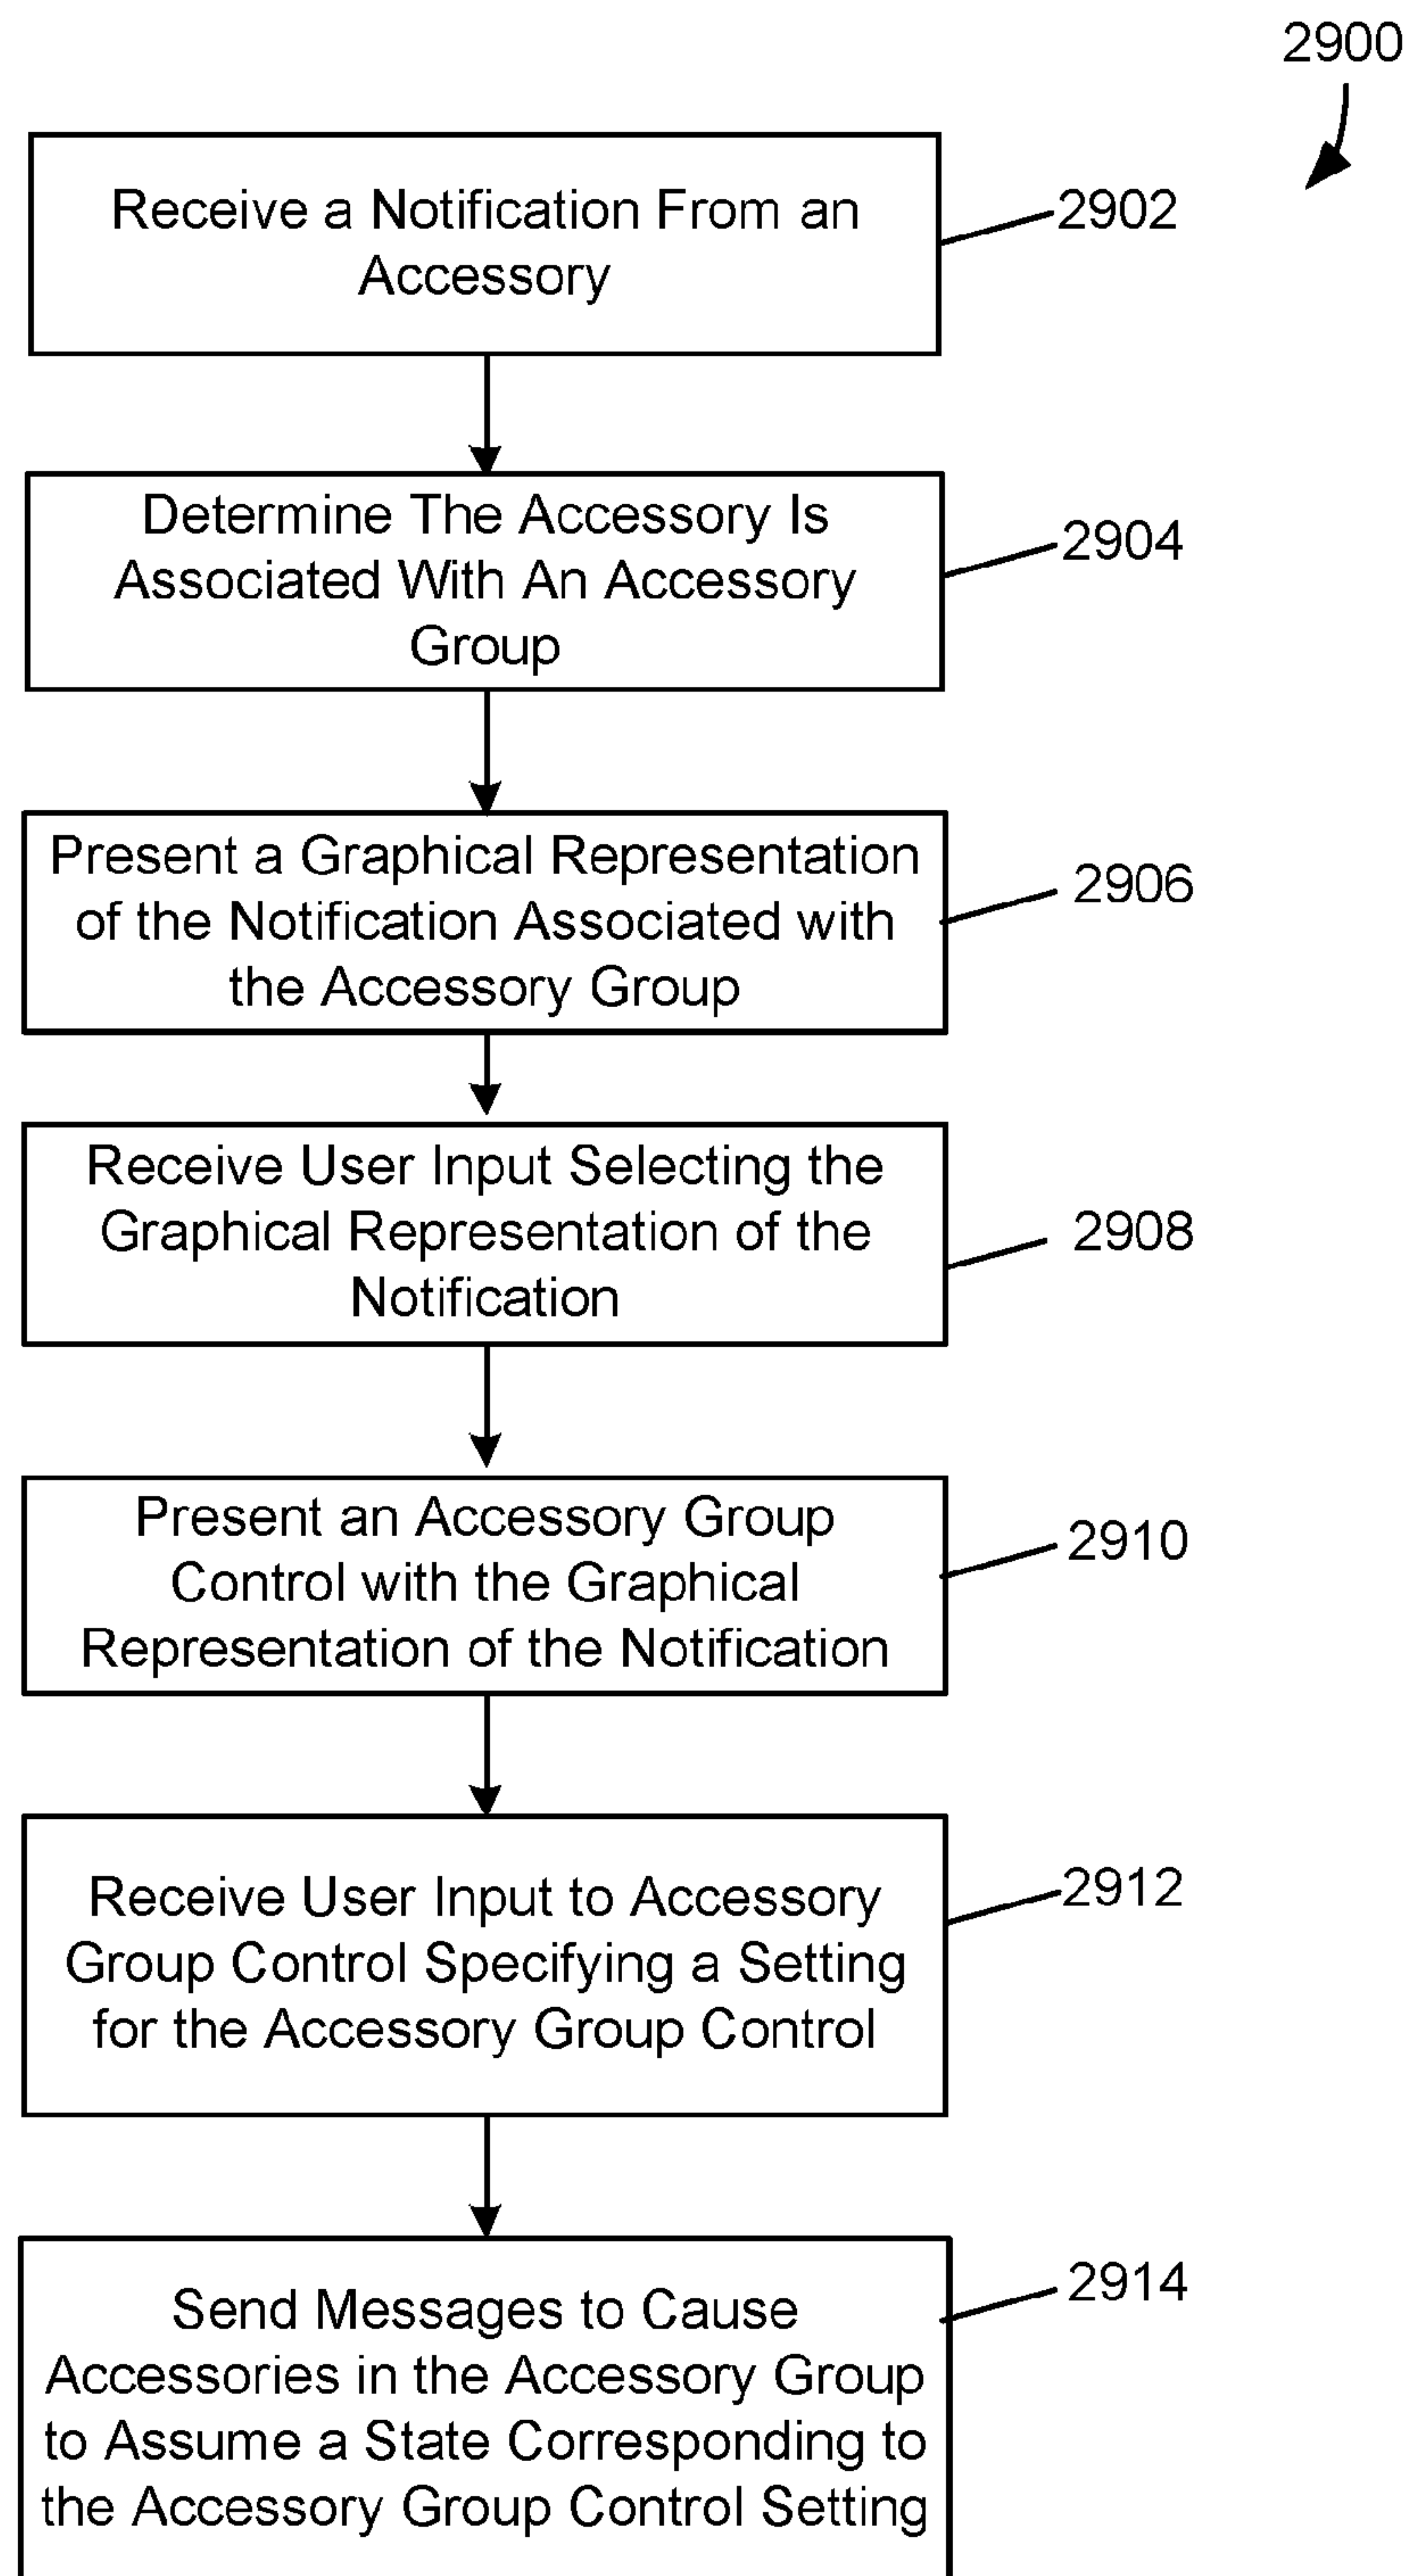 2900
Receive a Notification From an
Accessory
2902
Determine The Accessory Is
Associated With An Accessory
Group
2904
Present a Graphical Representation
of the Notification Associated with
the Accessory Group
2906
Receive User Input Selecting the
Graphical Representation of the
Notification
2908
Present an Accessory Group
Control with the Graphical
Representation of the Notification
2910
Receive User Input to Accessory
Group Control Specifying a Setting
for the Accessory Group Control
2912
Send Messages to Cause
Accessories in the Accessory Group
to Assume a State Corresponding to
the Accessory Group Control Setting
2914